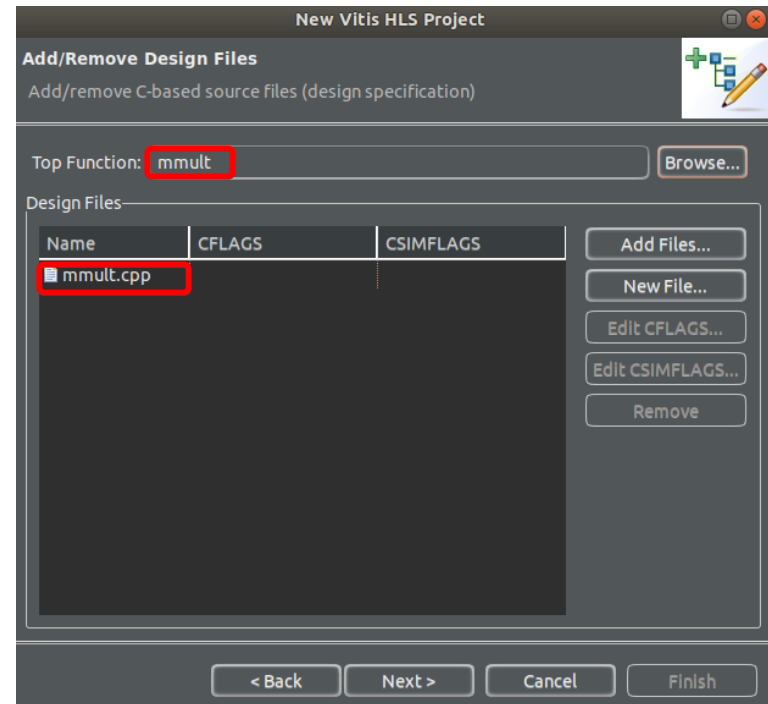 New Vitis HLS Project
Add/Remove Design Files
Add/remove C-based source files (design specification)
Top Function: mmult Browse...
Design Files
Name CFLAGS CSIMFLAGS Add Files...
mmult.cpp New File...
Edit CFLAGS...
Edit CSIMFLAGS...
Remove
< Back Next > Cancel Finish